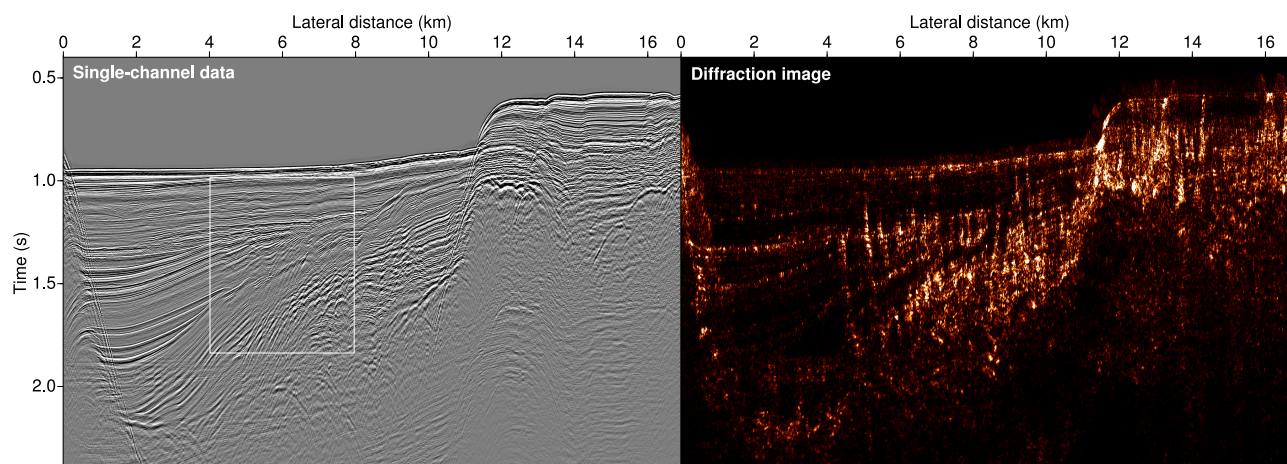 Lateral distance (km)
0 2 4 6 8 10 12 14 16
Lateral distance (km)
0 2 4 6 8 10 12 14 16
Time (s)
0.5
1.0
1.5
2.0
Single-channel data
Diffraction image